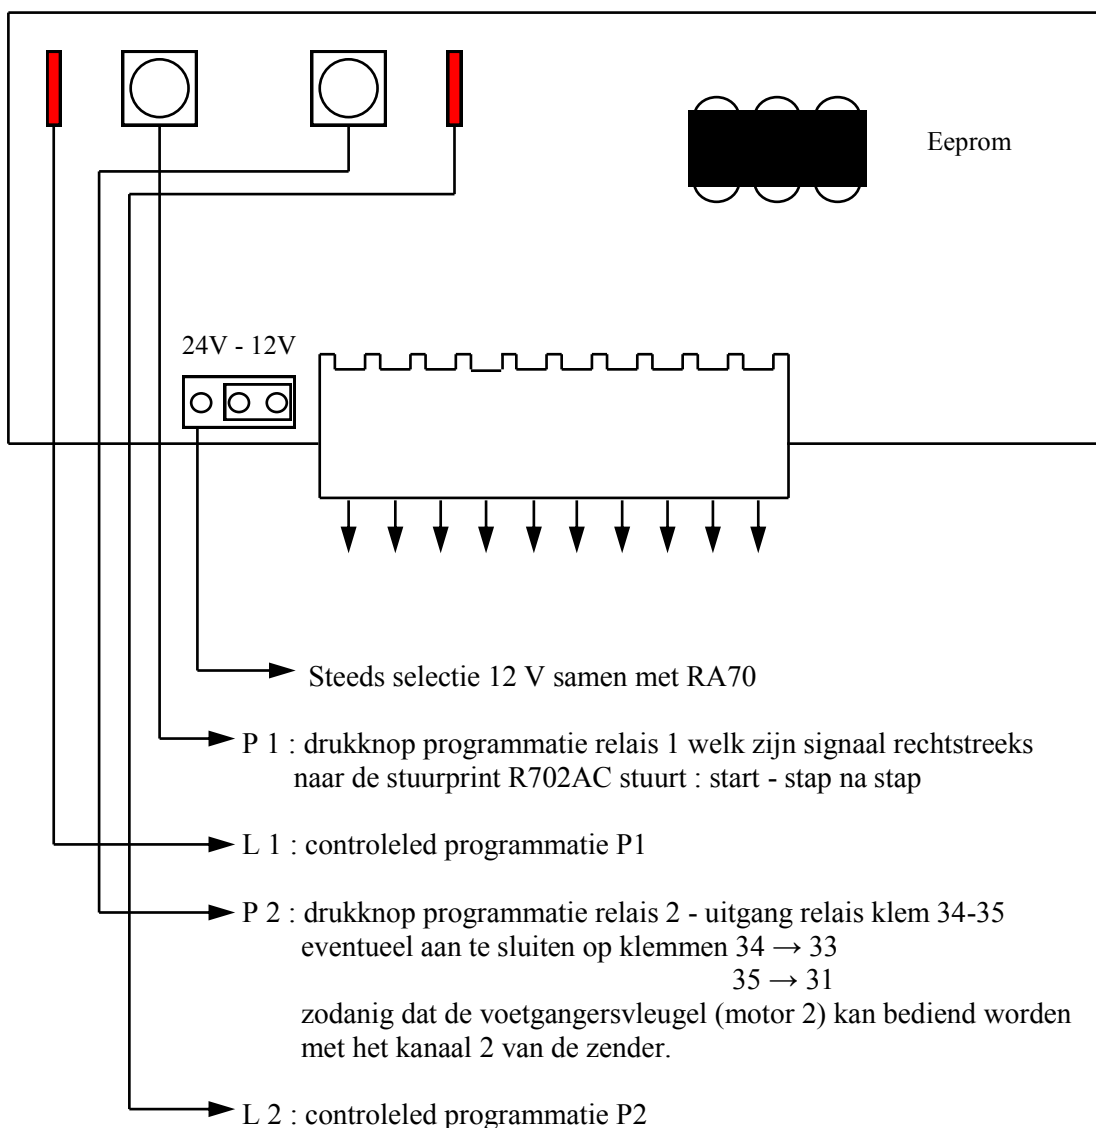 Eeprom
24V - 12V
Steeds selectie 12 V samen met RA70
P 1 : drukknop programmatie relais 1 welk zijn signaal rechtstreeks
naar de stuurprint R702AC stuurt : start - stap na stap
L 1 : controleled programmatie P1
P 2 : drukknop programmatie relais 2 - uitgang relais klem 34-35
eventueel aan te sluiten op klemmen 34 → 33
35 → 31
zodanig dat de voetgangersvleugel (motor 2) kan bediend worden
met het kanaal 2 van de zender.
L 2 : controleled programmatie P2